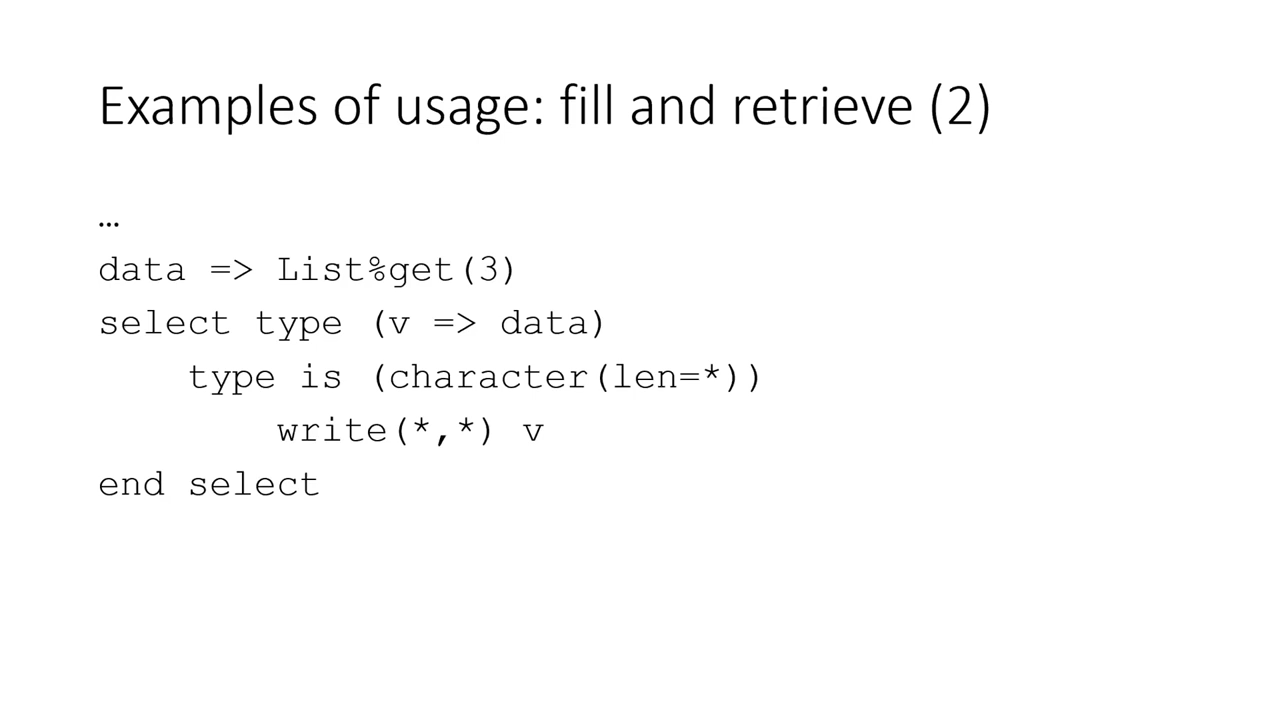 Examples of usage: fill and retrieve (2)
…
data => List%get(3)
select type (v => data)
    type is (character(len=*))
        write(*,*) v
end select